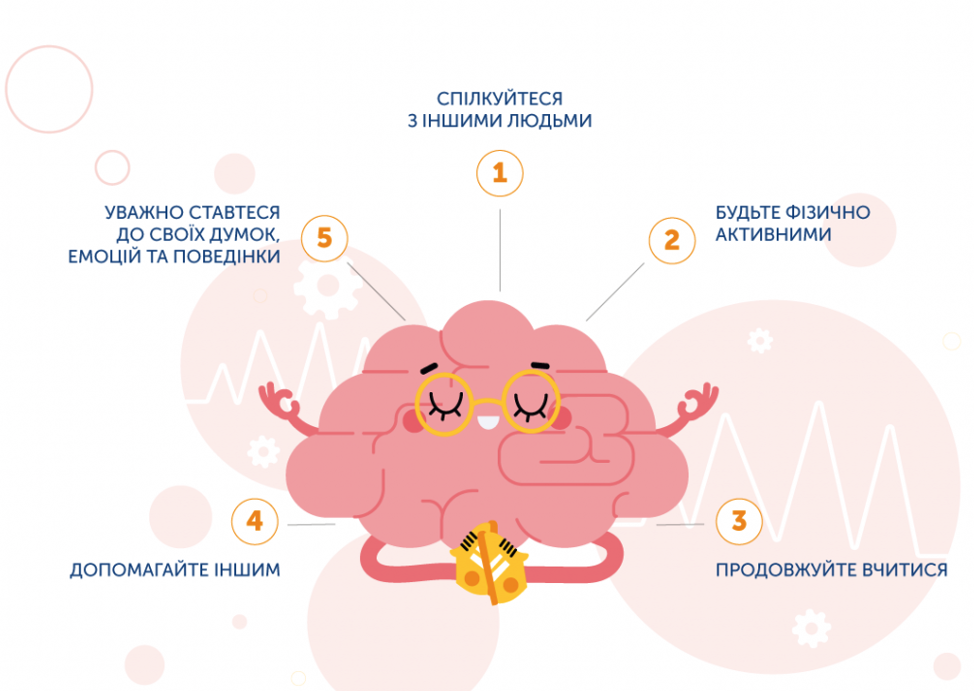 СПІЛКУЙТЕСЯ
З ІНШИМИ ЛЮДЬМИ
1
БУДЬТЕ ФІЗИЧНО
АКТИВНИМИ
2
ПРОДОВЖУЙТЕ ВЧИТИСЯ
3
ДОПОМАГАЙТЕ ІНШИМ
4
УВАЖНО СТАВТЕСЯ
ДО СВОЇХ ДУМОК,
ЕМОЦІЙ ТА ПОВЕДІНКИ
5